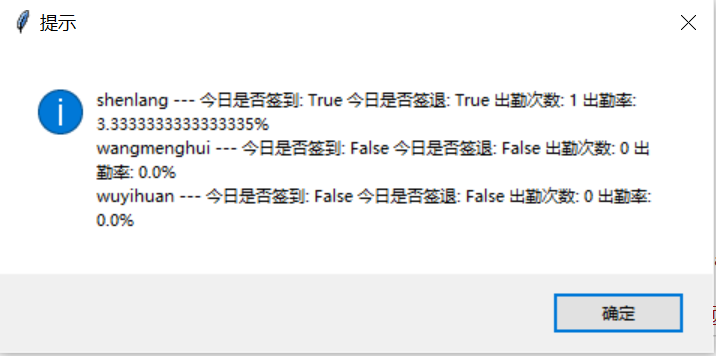 提示
shenlang --- 今日是否签到: True 今日是否签退: True 出勤次数: 1 出勤率:
3.3333333333333335%
wangmenghui --- 今日是否签到: False 今日是否签退: False 出勤次数: 0 出
勤率: 0.0%
wuyihuan --- 今日是否签到: False 今日是否签退: False 出勤次数: 0 出勤率:
0.0%
确定